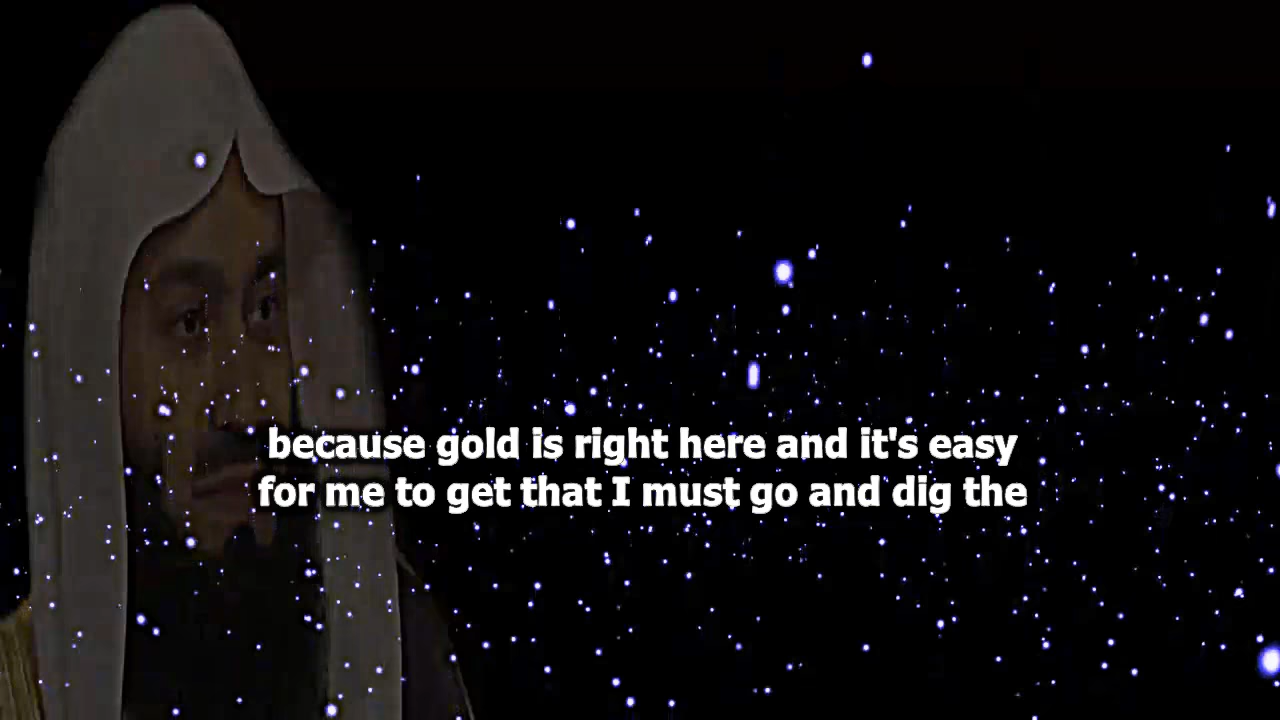 because gold is right here and it's easy
for me to get that I must go and dig the